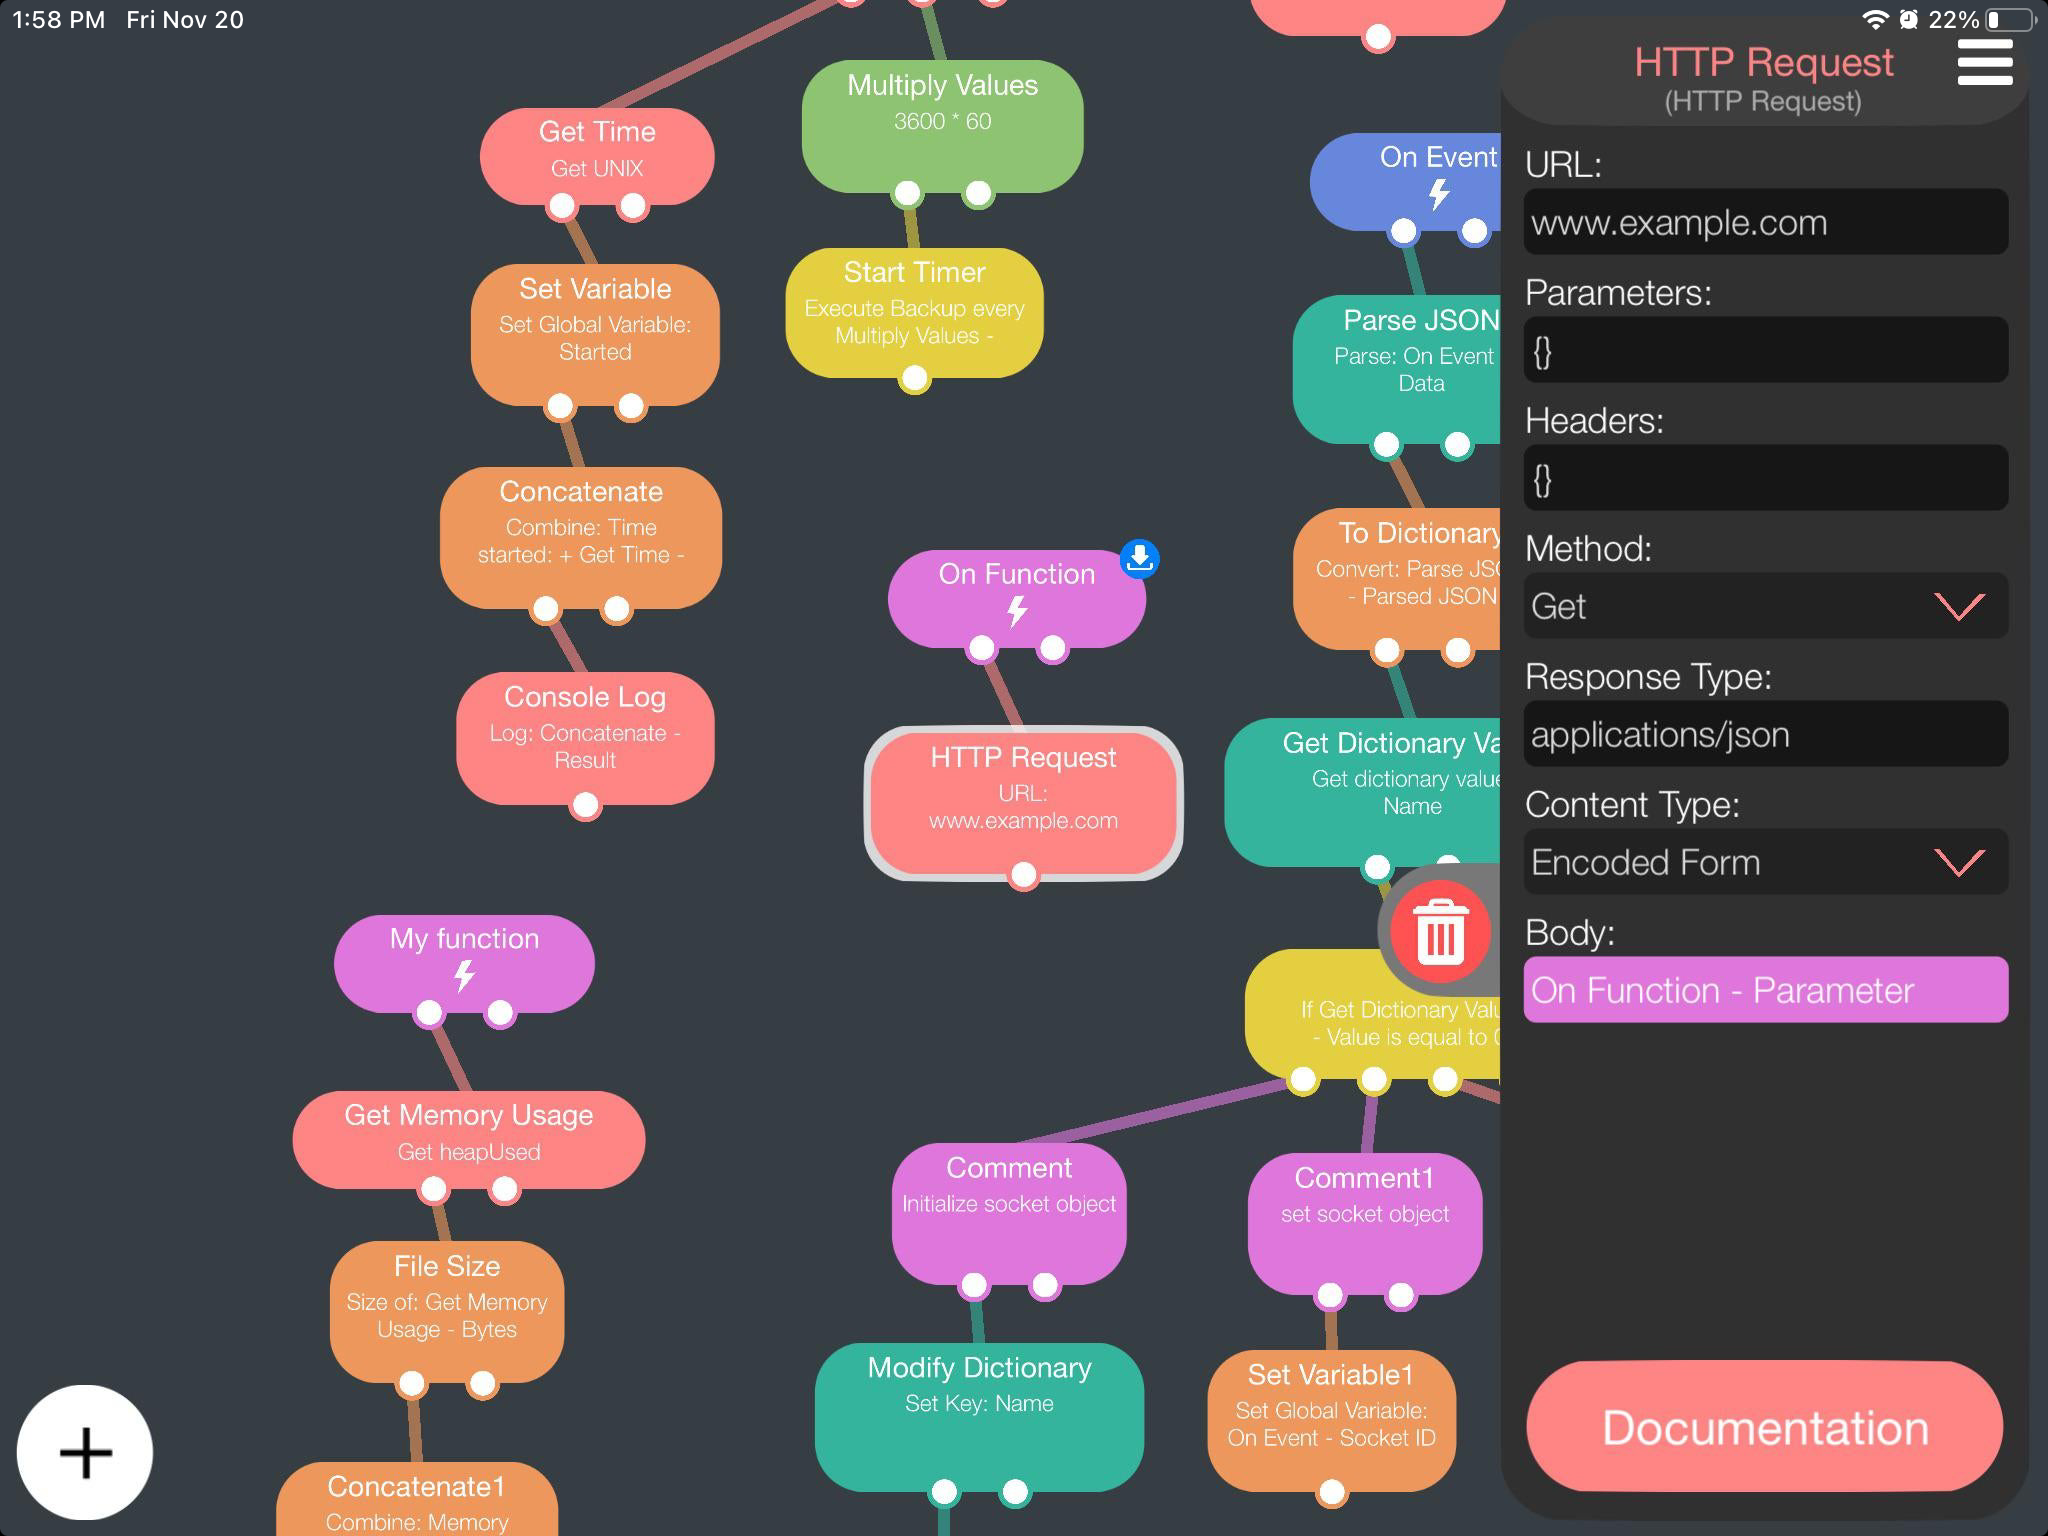 1:58 PM Fri Nov 20
22%
Multiply Values
3600 * 60
Get Time
Get UNIX
Set Variable
Set Global Variable:
Started
Start Timer
Execute Backup every
Multiply Values -
Concatenate
Combine: Time
started: + Get Time -
Console Log
Log: Concatenate -
Result
On Function
HTTP Request
URL:
www.example.com
On Event
Parse JSON
Parse: On Event
Data
To Dictionary
Convert: Parse JSO
- Parsed JSON
Get Dictionary Va
Get dictionary value
Name
If Get Dictionary Valu
- Value is equal to
My function
Get Memory Usage
Get heapUsed
File Size
Size of: Get Memory
Usage - Bytes
Concatenate1
Combine: Memory
Comment
Initialize socket object
Modify Dictionary
Set Key: Name
Comment1
set socket object
Set Variable1
Set Global Variable:
On Event - Socket ID
HTTP Request
(HTTP Request)
URL:
www.example.com
Parameters:
{}
Headers:
{}
Method:
Get
Response Type:
applications/json
Content Type:
Encoded Form
Body:
On Function - Parameter
Documentation